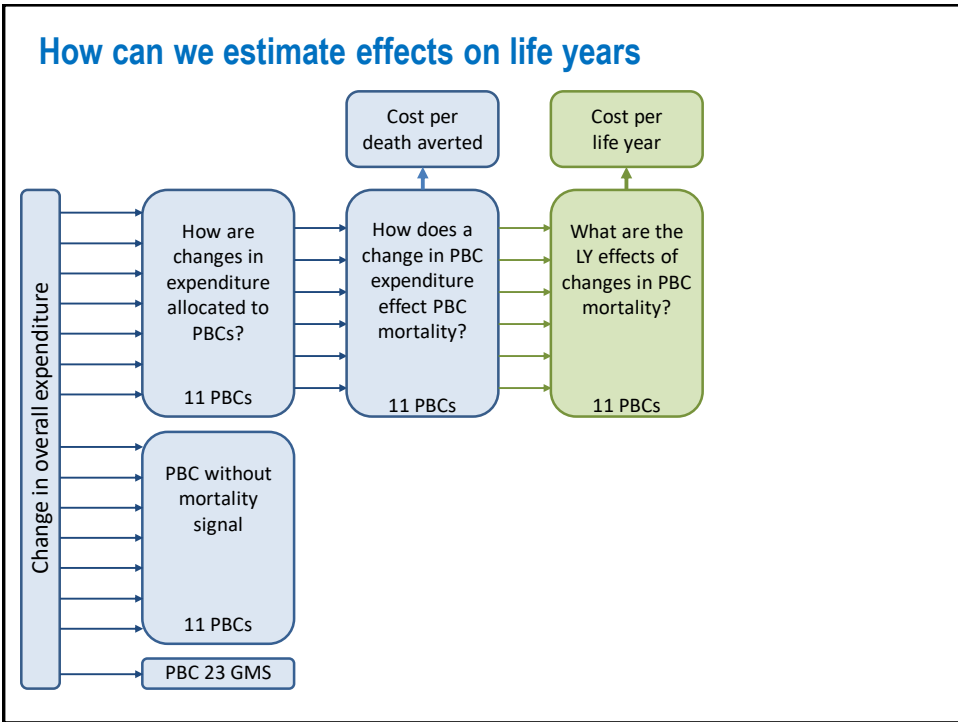 How can we estimate effects on life years
Cost per
death averted
Cost per
life year
Change in overall expenditure
How are
changes in
expenditure
allocated to
PBCs?
11 PBCs
How does a
change in PBC
expenditure
effect PBC
mortality?
11 PBCs
What are the
LY effects of
changes in PBC
mortality?
11 PBCs
PBC without
mortality
signal
11 PBCs
PBC 23 GMS